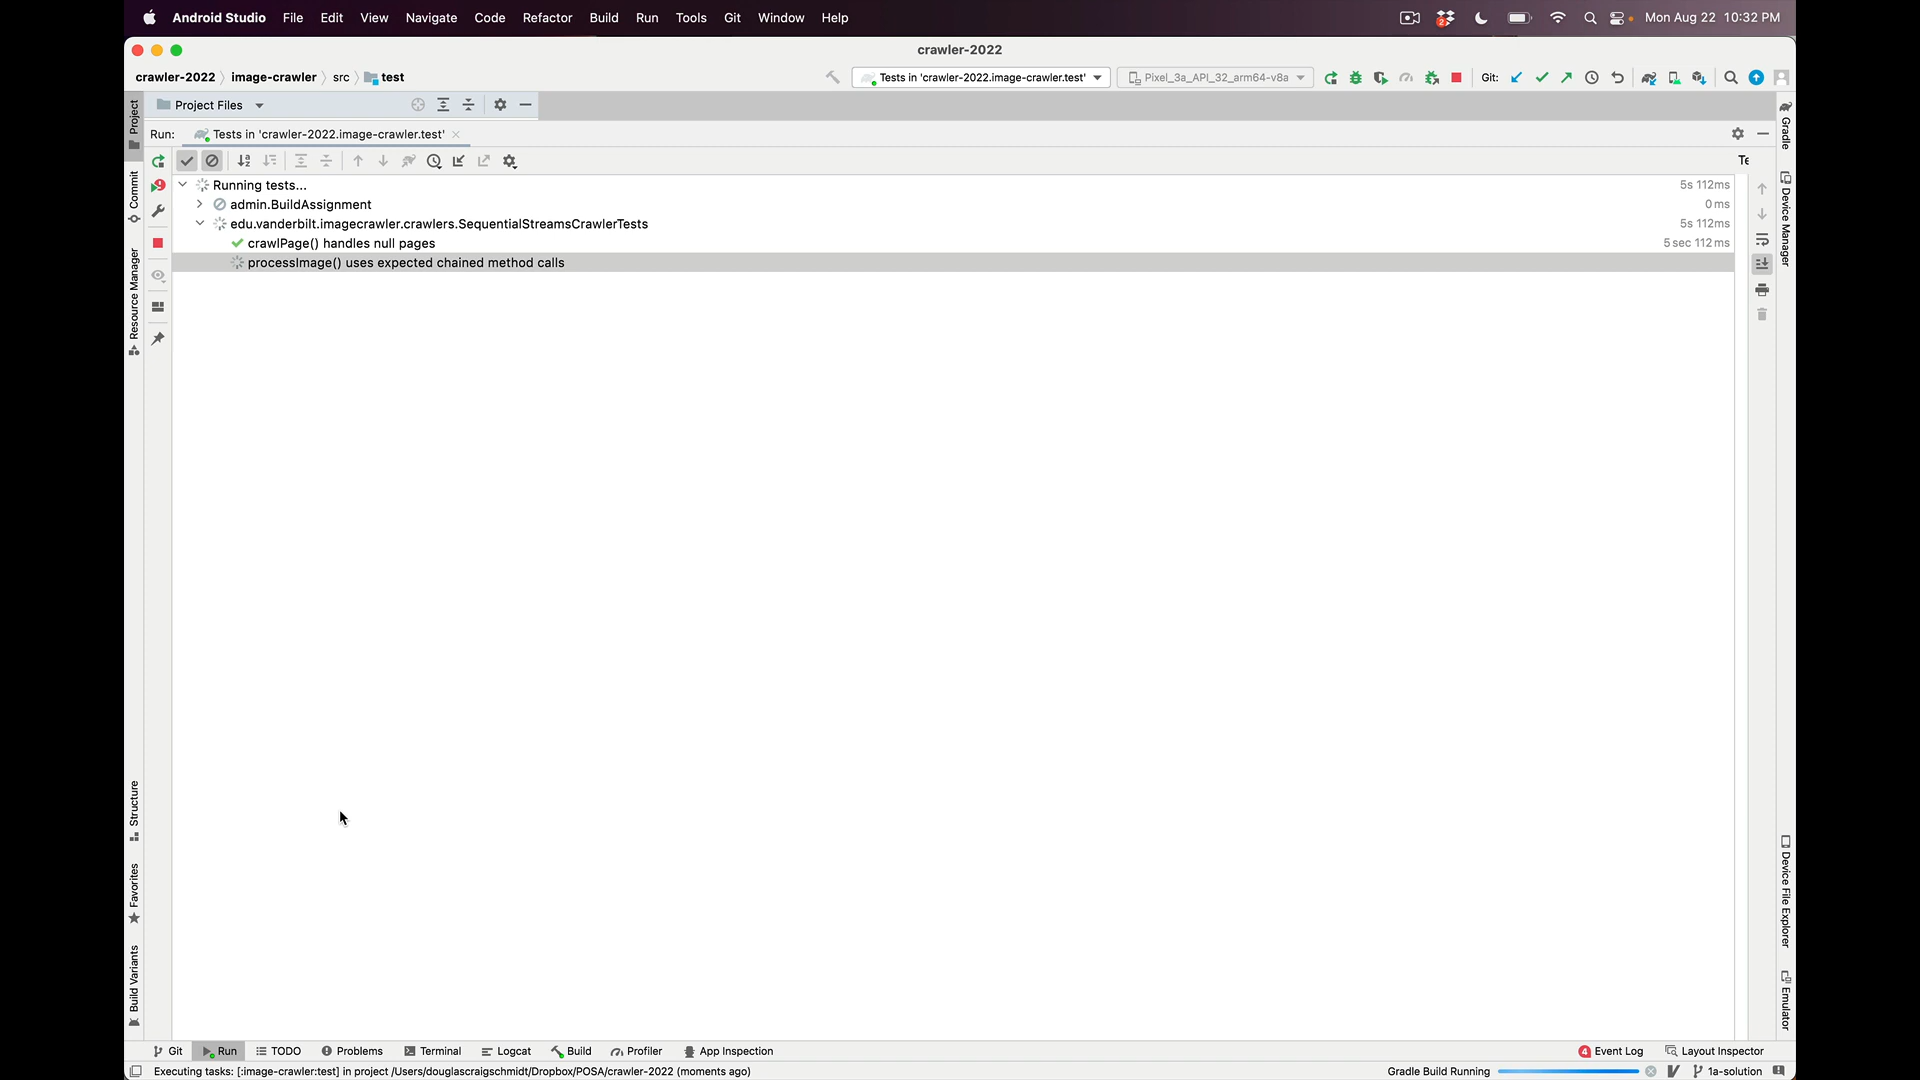 Android Studio File Edit View Navigate Code Refactor Build Run Tools Git Window Help 2 Mon Aug 22 10:32 PM
crawler-2022
crawler-2022 image-crawler src test Tests in 'crawler-2022.image-crawler.test' Pixel_3a_API_32_arm64-v8a Git:
Project Files
Run: Tests in 'crawler-2022.image-crawler.test'
Te
Running tests... 5s 112ms
admin.BuildAssignment 0 ms
edu.vanderbilt.imagecrawler.crawlers.SequentialStreamsCrawlerTests 5s 112ms
crawlPage() handles null pages 5 sec 112 ms
processImage() uses expected chained method calls
Project
Commit
Resource Manager
Structure
Favorites
Build Variants
Gradle
Device Manager
Device File Explorer
Emulator
Git Run TODO Problems Terminal Logcat Build Profiler App Inspection 4 Event Log Layout Inspector
Executing tasks: [:image-crawler:test] in project /Users/douglascraigschmidt/Dropbox/POSA/crawler-2022 (moments ago) Gradle Build Running 1a-solution